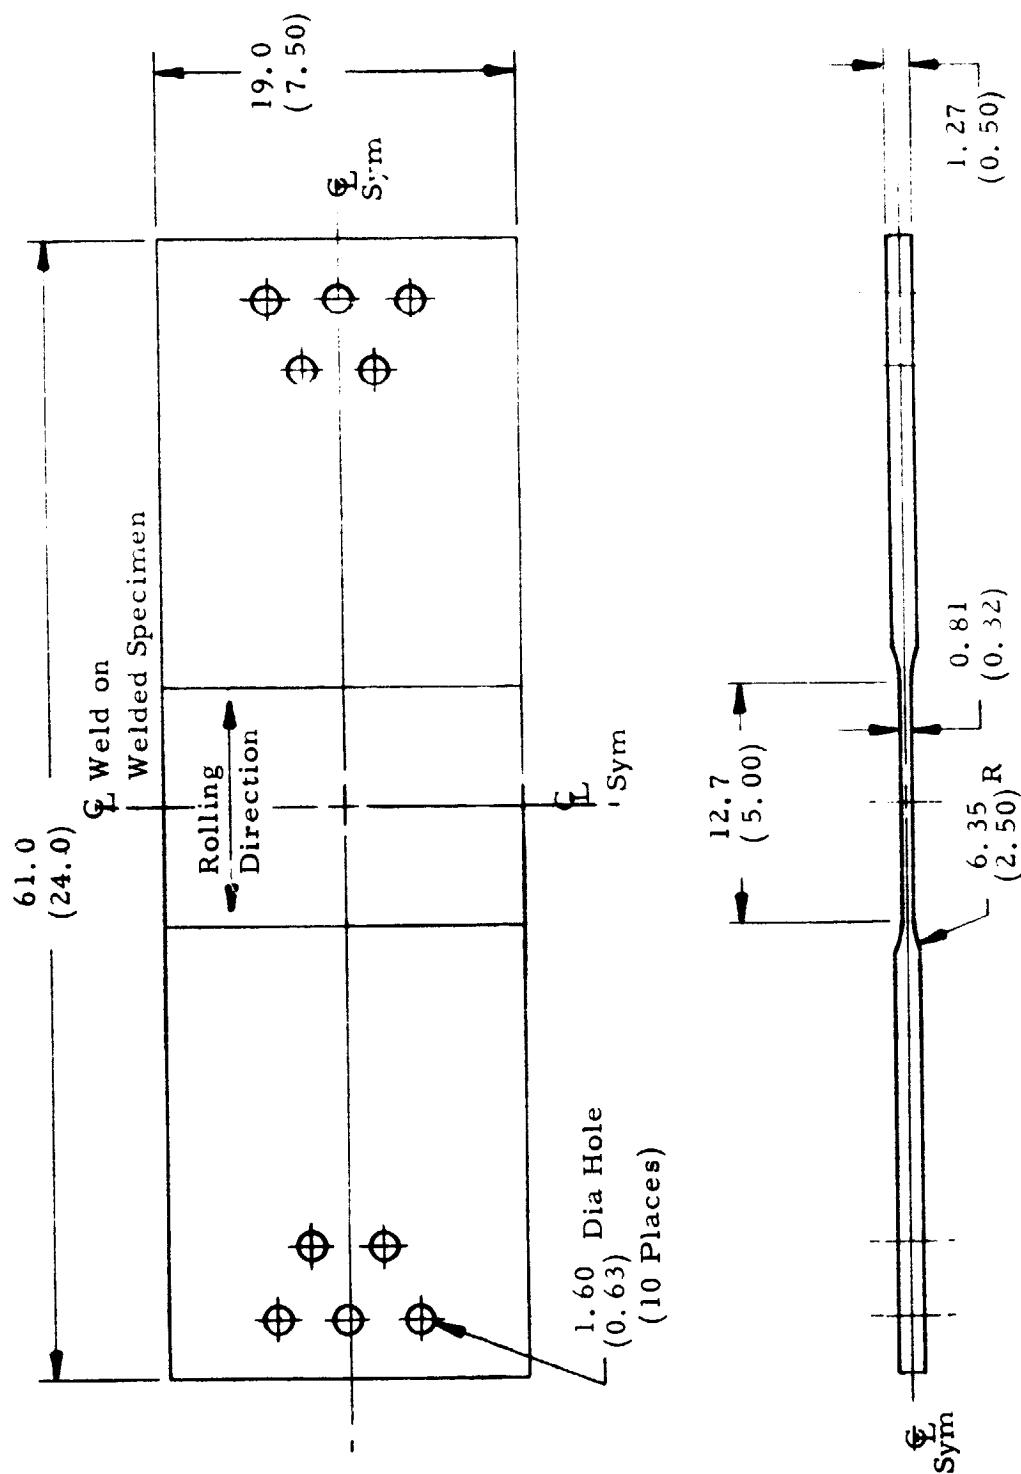 61.0
(24.0)
℄ Weld on
Welded Specimen
19.0
(7.50)
℄
Sym
Rolling
Direction
℄
Sym
1.60 Dia Hole
(0.63)
(10 Places)
12.7
(5.00)
1.27
(0.50)
0.81
(0.32)
6.35 R
(2.50)
℄
Sym